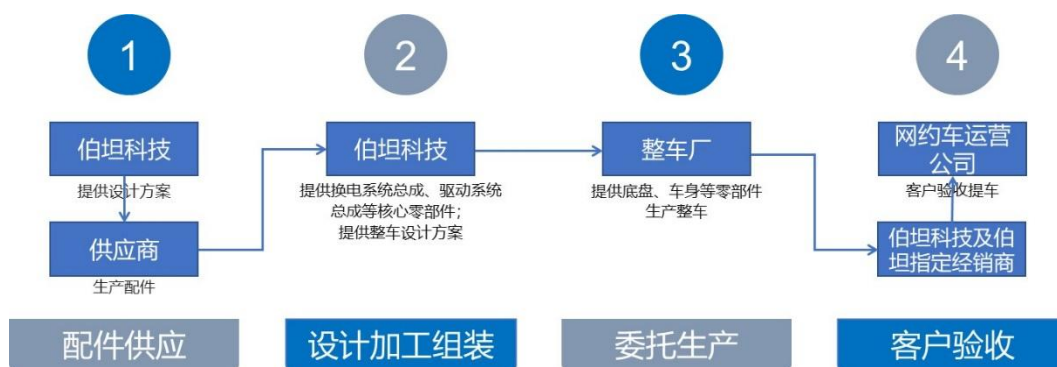 1
2
3
4
伯坦科技
提供设计方案
供应商
生产配件
伯坦科技
提供换电系统总成、驱动系统
总成等核心零部件；
提供整车设计方案
整车厂
提供底盘、车身等零部件
生产整车
网约车运营
公司
客户验收提车
伯坦科技及伯
坦指定经销商
配件供应
设计加工组装
委托生产
客户验收